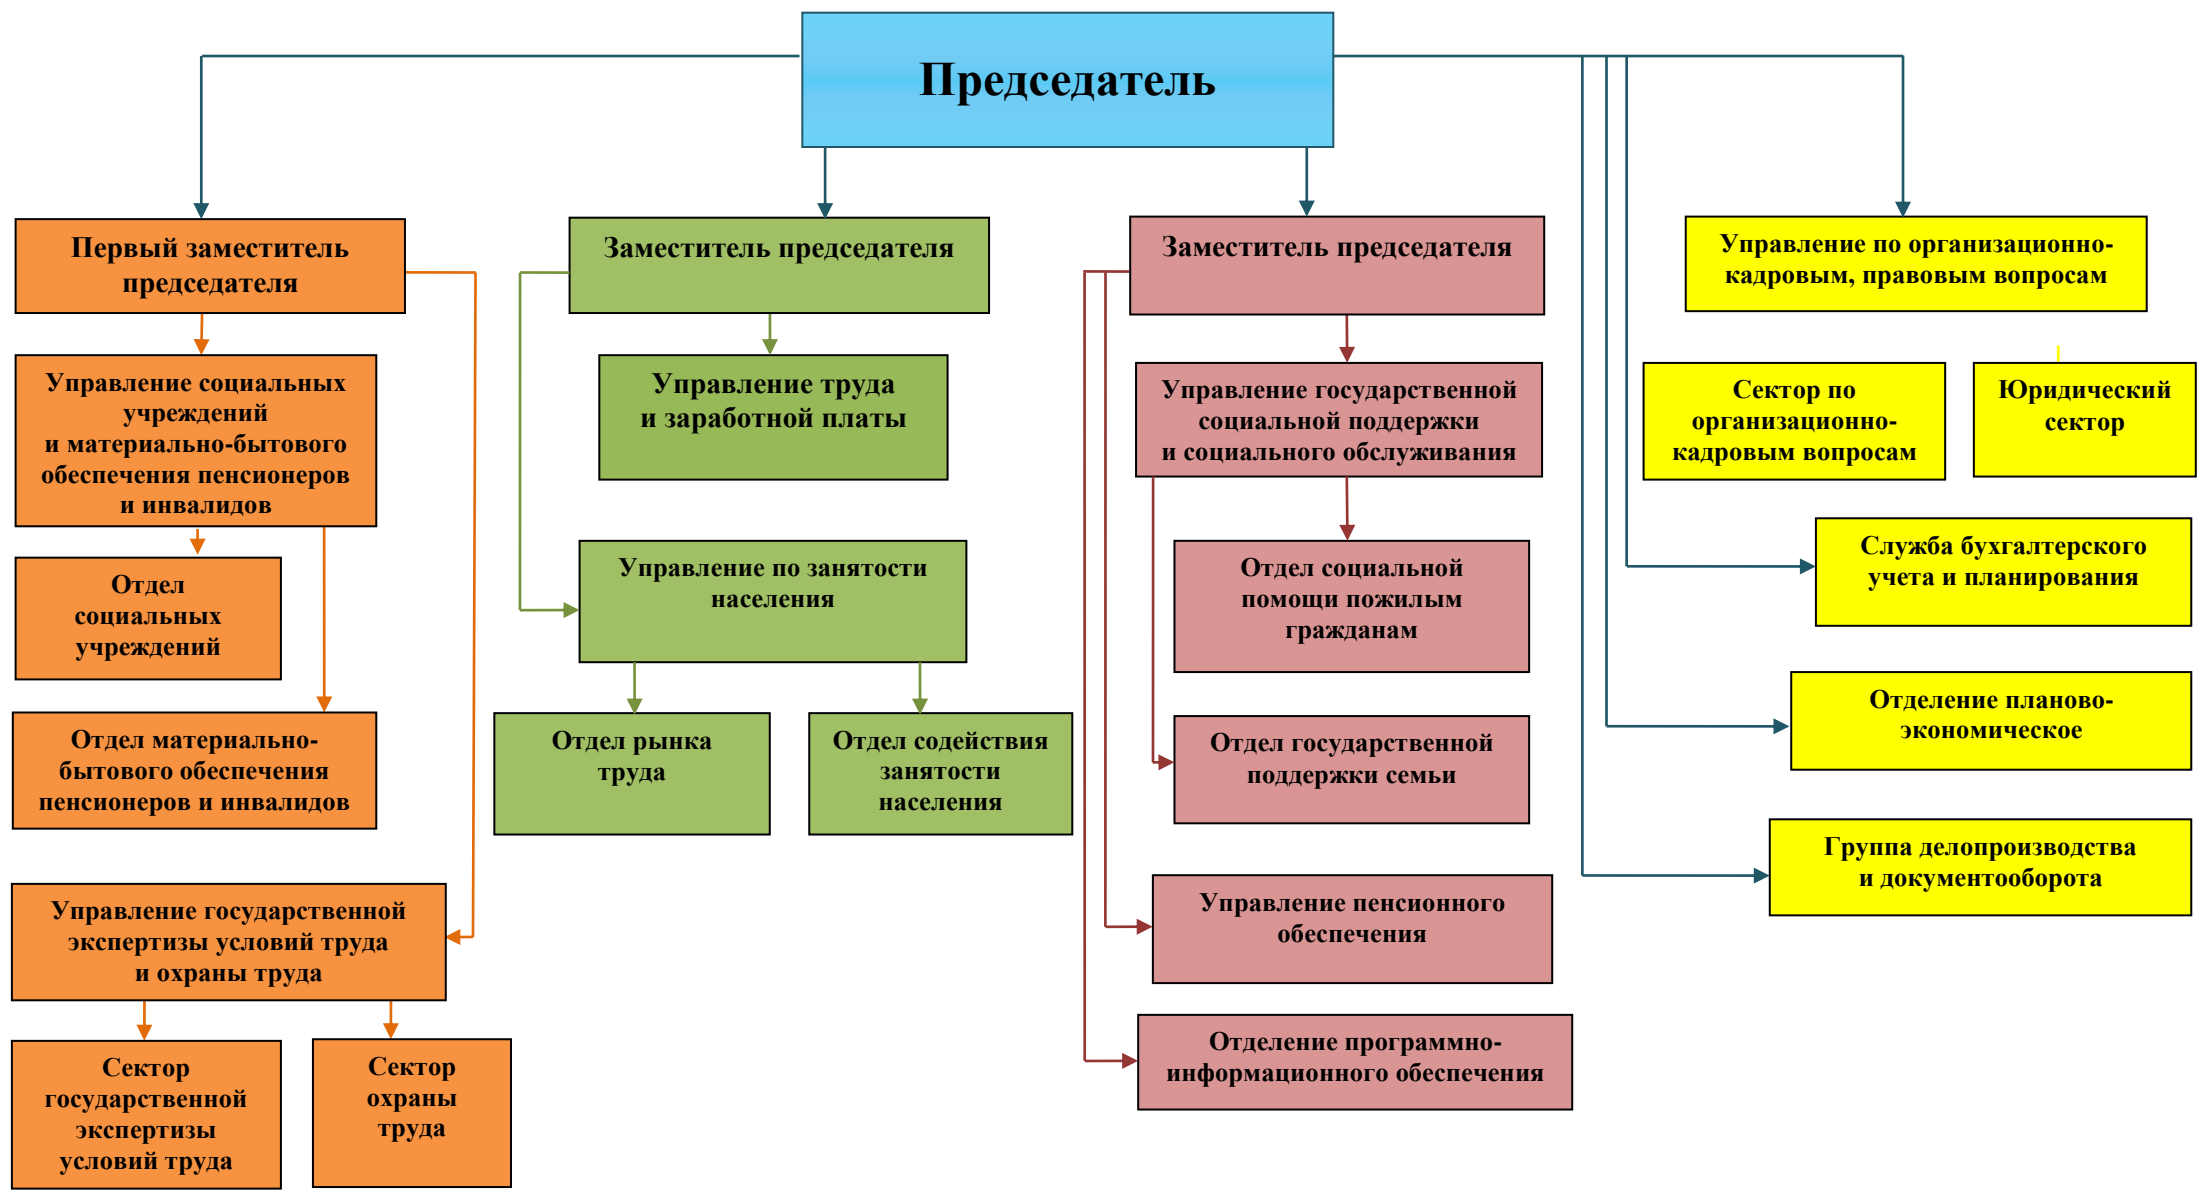 Председатель
Первый заместитель
председателя
Управление социальных
учреждений
и материально-бытового
обеспечения пенсионеров
и инвалидов
Отдел
социальных
учреждений
Отдел материально-
бытового обеспечения
пенсионеров и инвалидов
Управление государственной
экспертизы условий труда
и охраны труда
Сектор
государственной
экспертизы
условий труда
Сектор
охраны
труда
Заместитель председателя
Управление труда
и заработной платы
Управление по занятости
населения
Отдел рынка
труда
Отдел содействия
занятости
населения
Заместитель председателя
Управление государственной
социальной поддержки
и социального обслуживания
Отдел социальной
помощи пожилым
гражданам
Отдел государственной
поддержки семьи
Управление пенсионного
обеспечения
Отделение программно-
информационного обеспечения
Управление по организационно-
кадровым, правовым вопросам
Сектор по
организационно-
кадровым вопросам
Юридический
сектор
Служба бухгалтерского
учета и планирования
Отделение планово-
экономическое
Группа делопроизводства
и документооборота